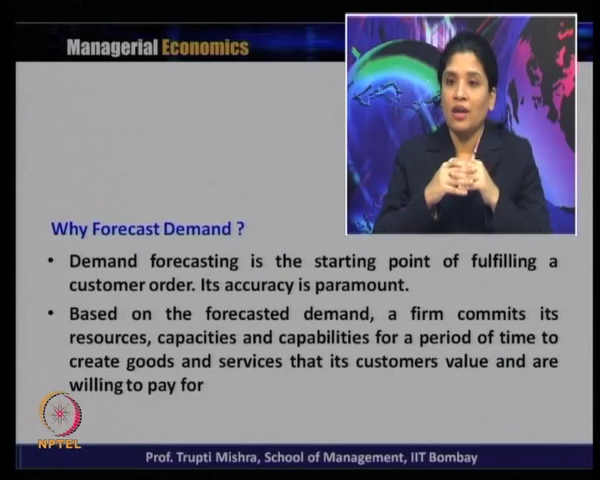 Managerial Economics
Why Forecast Demand ?
• Demand forecasting is the starting point of fulfilling a
customer order. Its accuracy is paramount.
• Based on the forecasted demand, a firm commits its
resources, capacities and capabilities for a period of time to
create goods and services that its customers value and are
willing to pay for
NPTEL
Prof. Trupti Mishra, School of Management, IIT Bombay